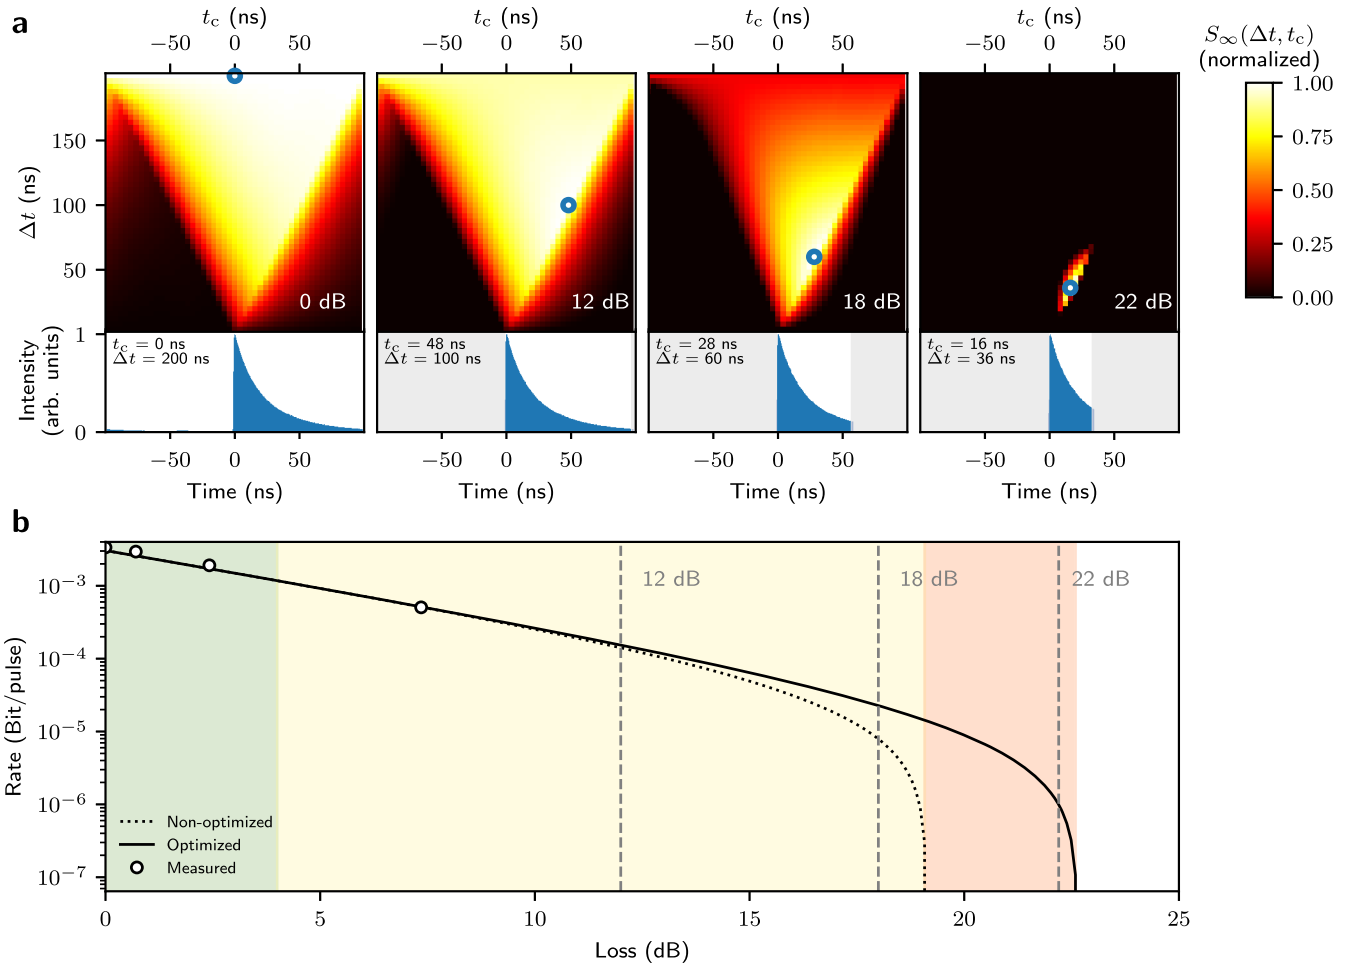 a
t_c (ns)
t_c (ns)
t_c (ns)
t_c (ns)
−50 0 50
−50 0 50
−50 0 50
−50 0 50
S_∞(Δt, t_c)
(normalized)
1.00
0.75
0.50
0.25
0.00
Δt (ns)
150
100
50
0 dB
12 dB
18 dB
22 dB
Intensity
(arb. units)
1
0
t_c = 0 ns
Δt = 200 ns
t_c = 48 ns
Δt = 100 ns
t_c = 28 ns
Δt = 60 ns
t_c = 16 ns
Δt = 36 ns
−50 0 50
−50 0 50
−50 0 50
−50 0 50
Time (ns)
Time (ns)
Time (ns)
Time (ns)
b
Rate (Bit/pulse)
10⁻³
10⁻⁴
10⁻⁵
10⁻⁶
10⁻⁷
12 dB
18 dB
22 dB
Non-optimized
Optimized
Measured
0 5 10 15 20 25
Loss (dB)